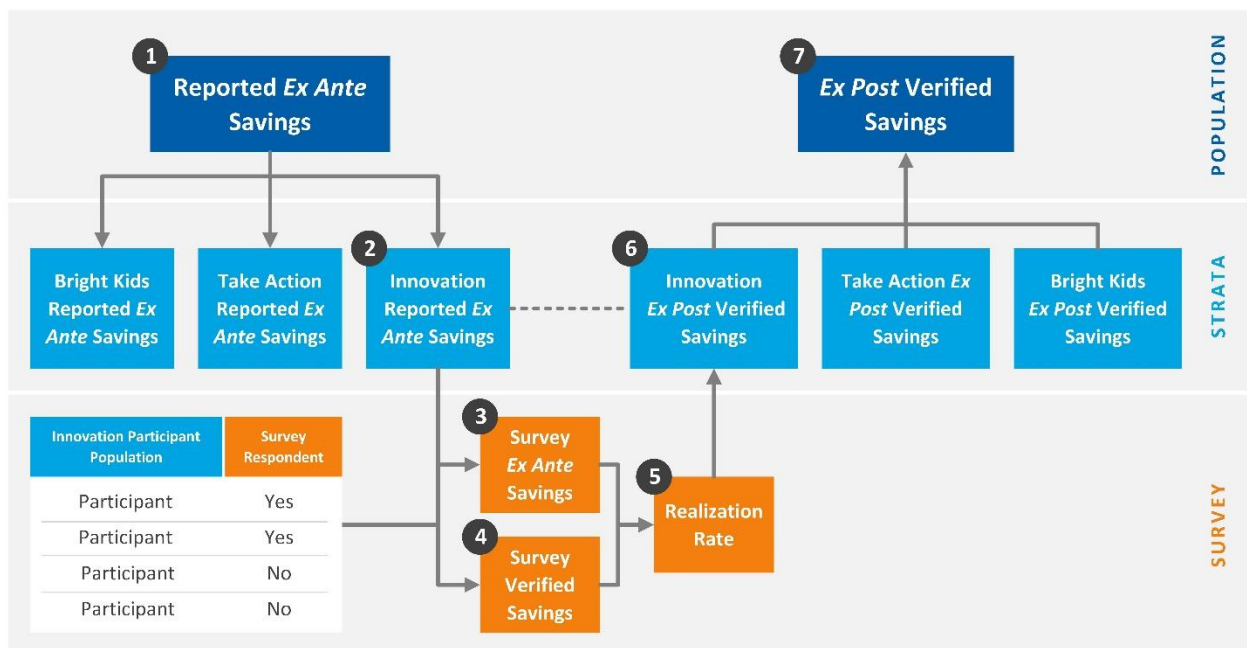 1
Reported Ex Ante
Savings
7
Ex Post Verified
Savings
POPULATION
Bright Kids
Reported Ex
Ante Savings
Take Action
Reported Ex
Ante Savings
2
Innovation
Reported Ex
Ante Savings
6
Innovation
Ex Post Verified
Savings
Take Action Ex
Post Verified
Savings
Bright Kids
Ex Post Verified
Savings
STRATA
Innovation Participant
Population
Survey
Respondent
Participant Yes
Participant Yes
Participant No
Participant No
3
Survey
Ex Ante
Savings
4
Survey
Verified
Savings
5
Realization
Rate
SURVEY